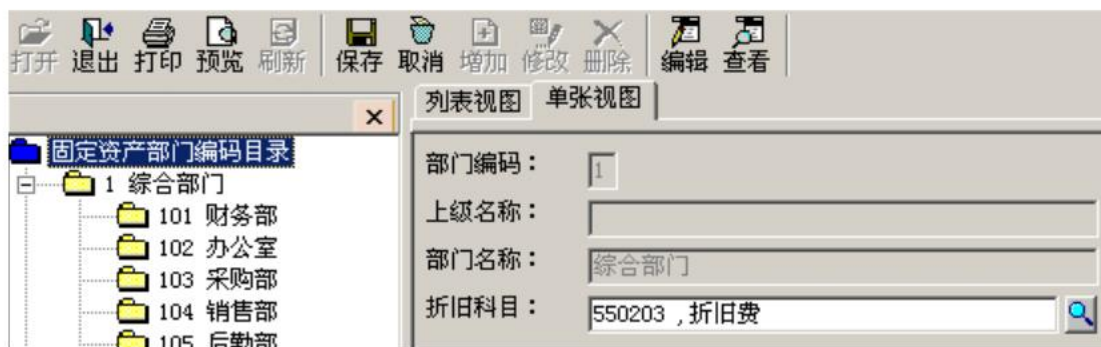 打开 退出 打印 预览 刷新 保存 取消 增加 修改 删除 编辑 查看
固定资产部门编码目录
1 综合部门
101 财务部
102 办公室
103 采购部
104 销售部
105 后勤部
列表视图 单张视图
部门编码： 1
上级名称：
部门名称： 综合部门
折旧科目： 550203 ,折旧费